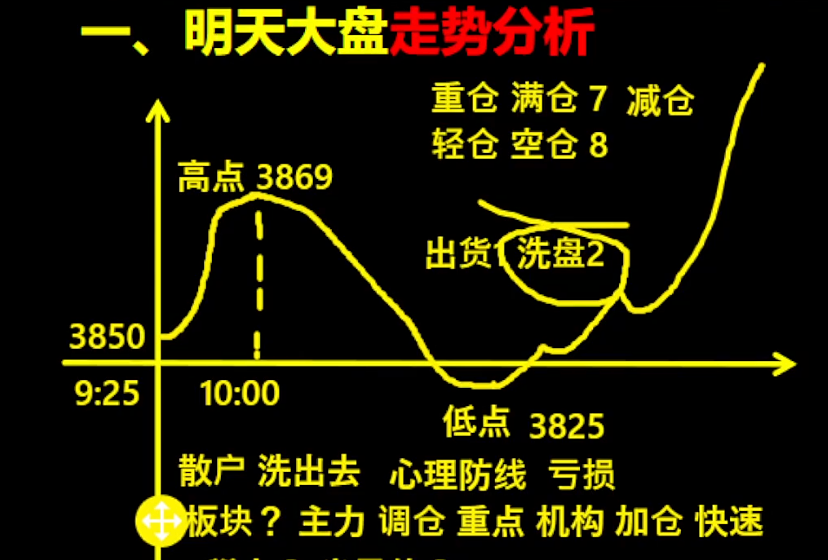 一、明天大盘走势分析
重仓 满仓 7 减仓
轻仓 空仓 8
高点 3869
出货1 洗盘2
3850
9:25 10:00
低点 3825
散户 洗出去 心理防线 亏损
板块？ 主力 调仓 重点 机构 加仓 快速